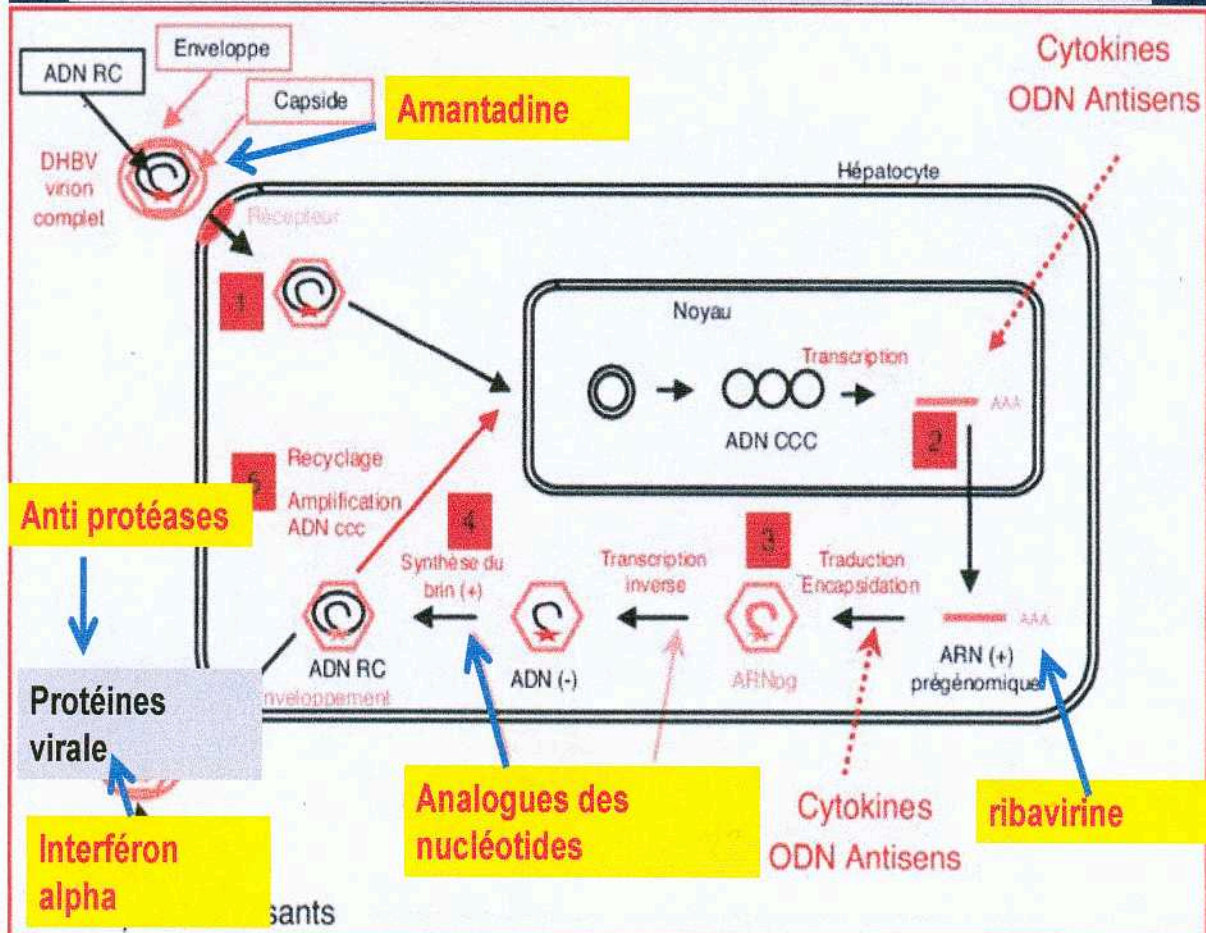 Enveloppe
ADN RC
Capside
Amantadine
Cytokines
ODN Antisens
DHBV
virion
complet
Hépatocyte
Récepteur
1
Noyau
Transcription
AAA
ADN CCC
2
5
Récyclage
Amplification
ADN ccc
Anti protéases
4
3
Synthèse du
brin (+)
Transcription
inverse
Traduction
Encapsidation
AAA
ADN RC
ADN (-)
ARNpg
ARN (+)
prégénomique
nveloppement
Protéines
virale
Analogues des
nucléotides
Cytokines
ODN Antisens
ribavirine
Interféron
alpha
sants